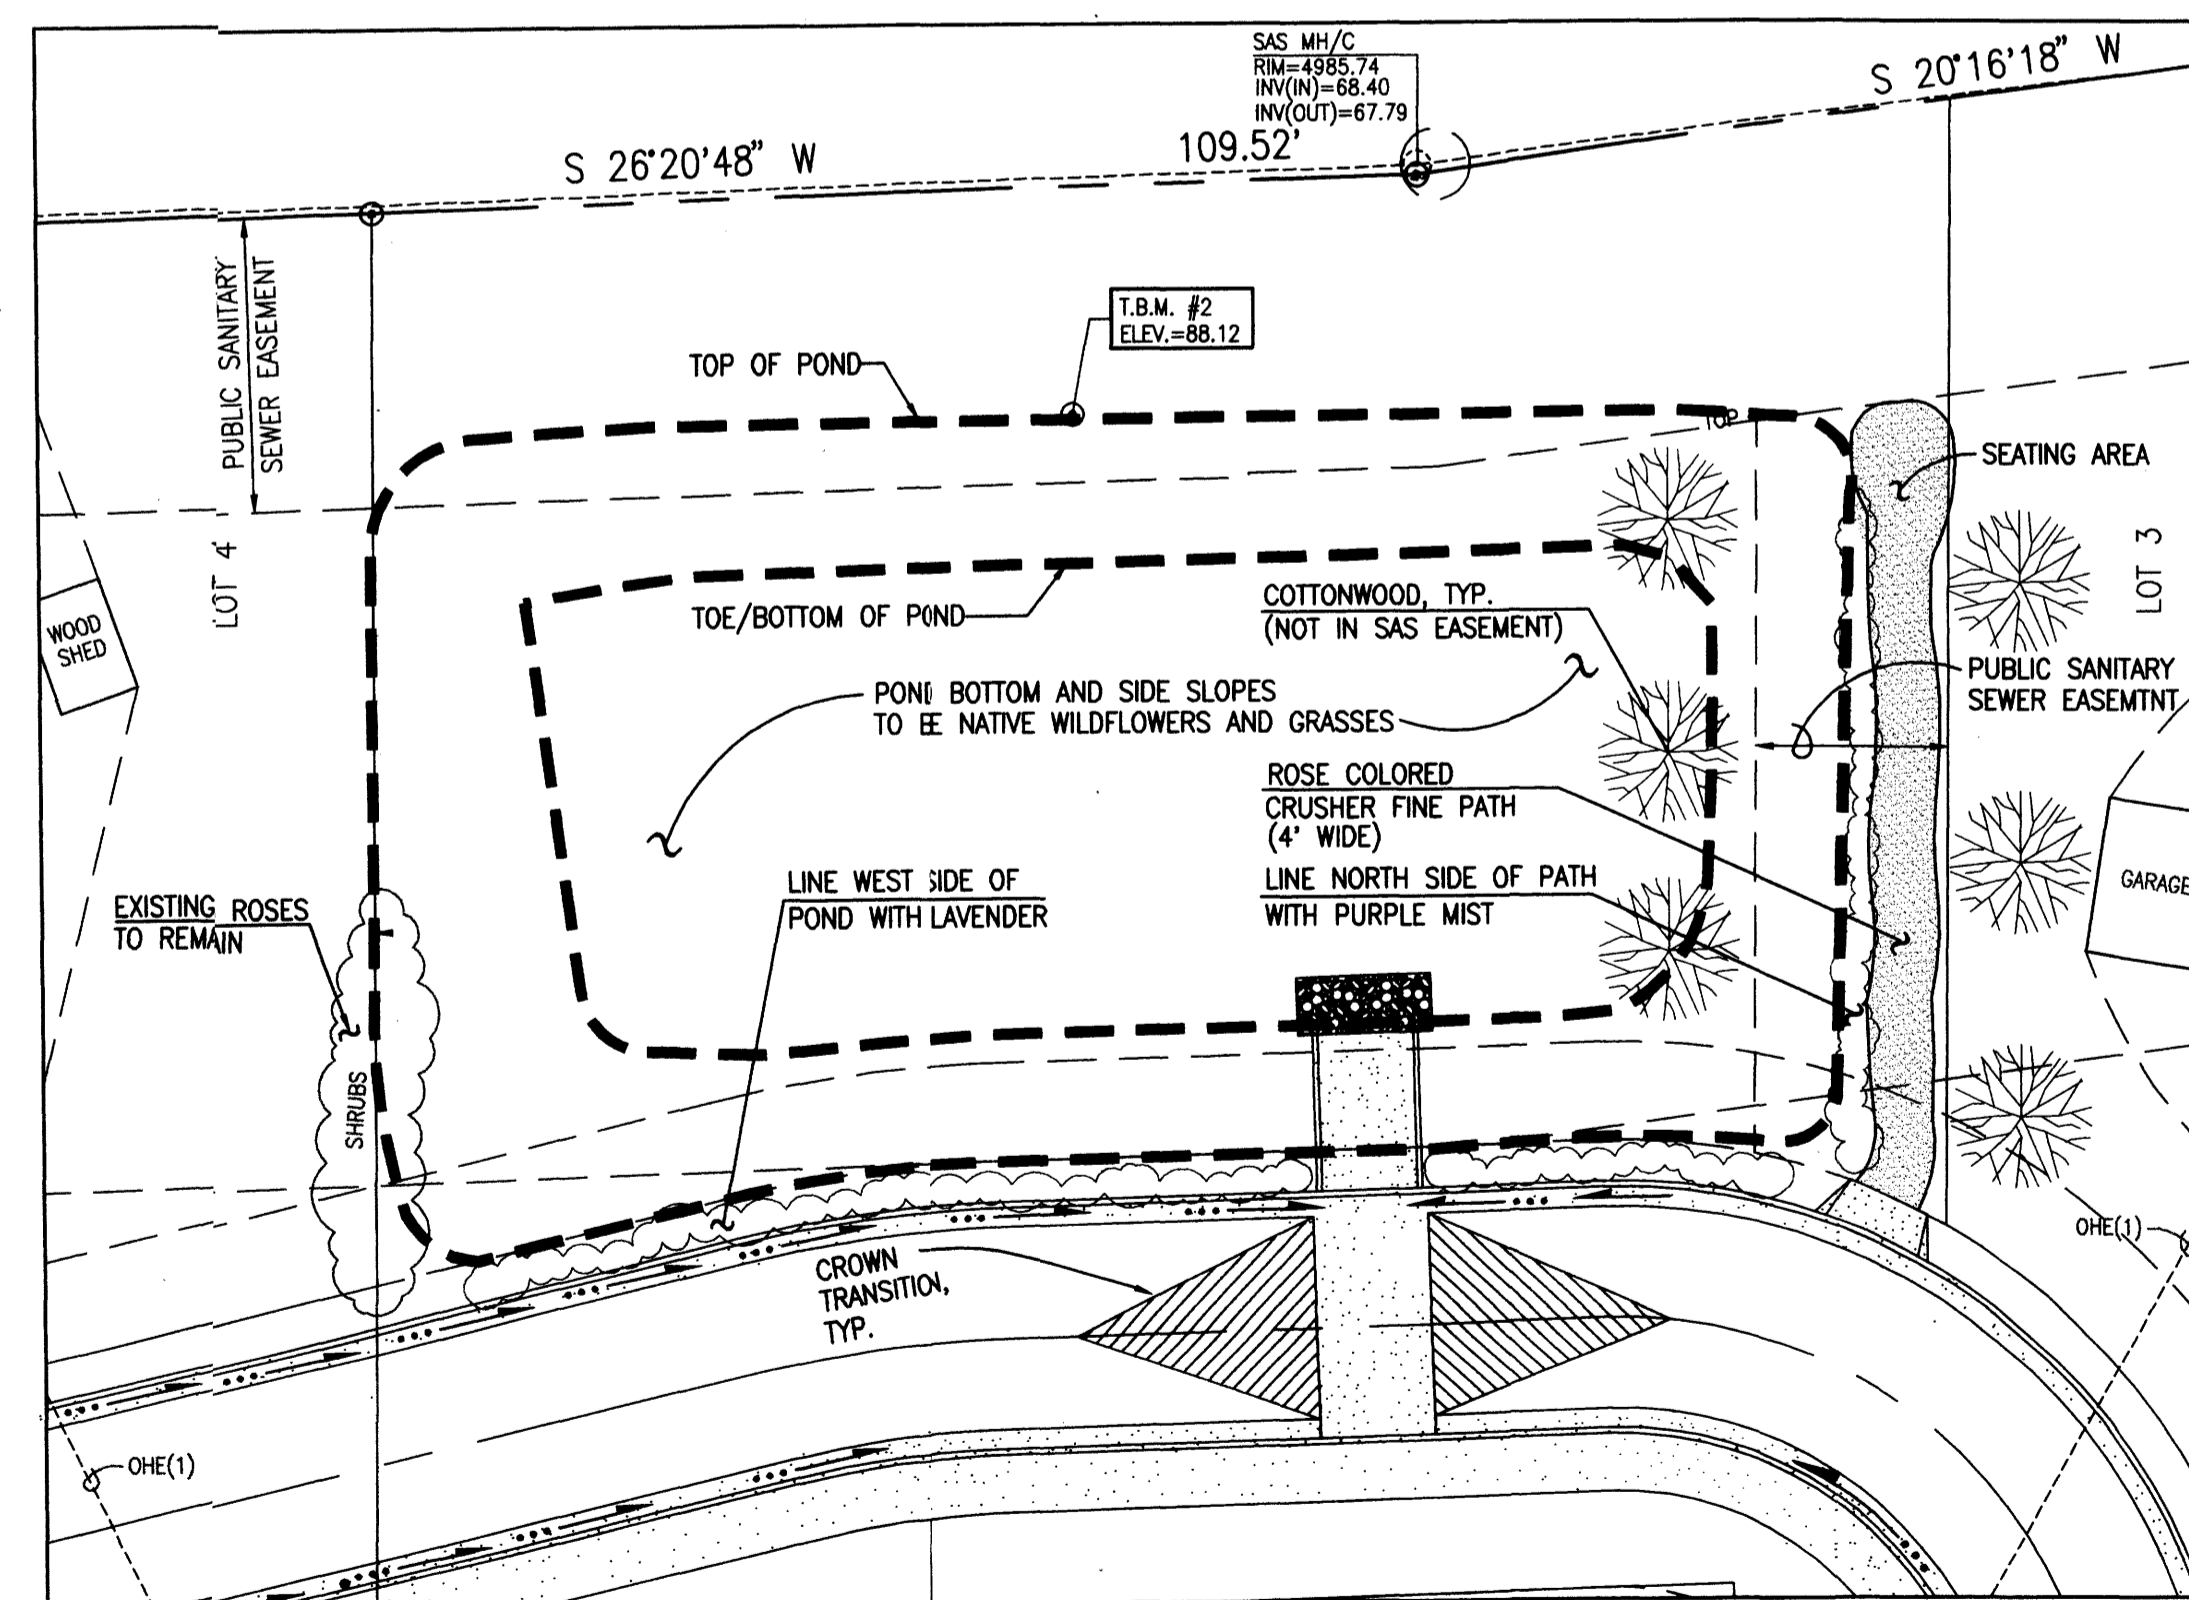 SAS MH/C
RIM=4985.74
INV(IN)=68.40
INV(OUT)=67.79
S 20°16'18" W
S 26°20'48" W
109.52'
PUBLIC SANITARY
SEWER EASEMENT
T.B.M. #2
ELEV.=88.12
TOP OF POND
TOP
SEATING AREA
LOT 4
LOT 3
WOOD
SHED
TOE/BOTTOM OF POND
COTTONWOOD, TYP.
(NOT IN SAS EASEMENT)
PUBLIC SANITARY
SEWER EASEMTNT
POND BOTTOM AND SIDE SLOPES
TO BE NATIVE WILDFLOWERS AND GRASSES
ROSE COLORED
CRUSHER FINE PATH
(4' WIDE)
LINE WEST SIDE OF
POND WITH LAVENDER
LINE NORTH SIDE OF PATH
WITH PURPLE MIST
GARAGE
EXISTING ROSES
TO REMAIN
SHRUBS
OHE(1)
CROWN
TRANSITION,
TYP.
OHE(1)